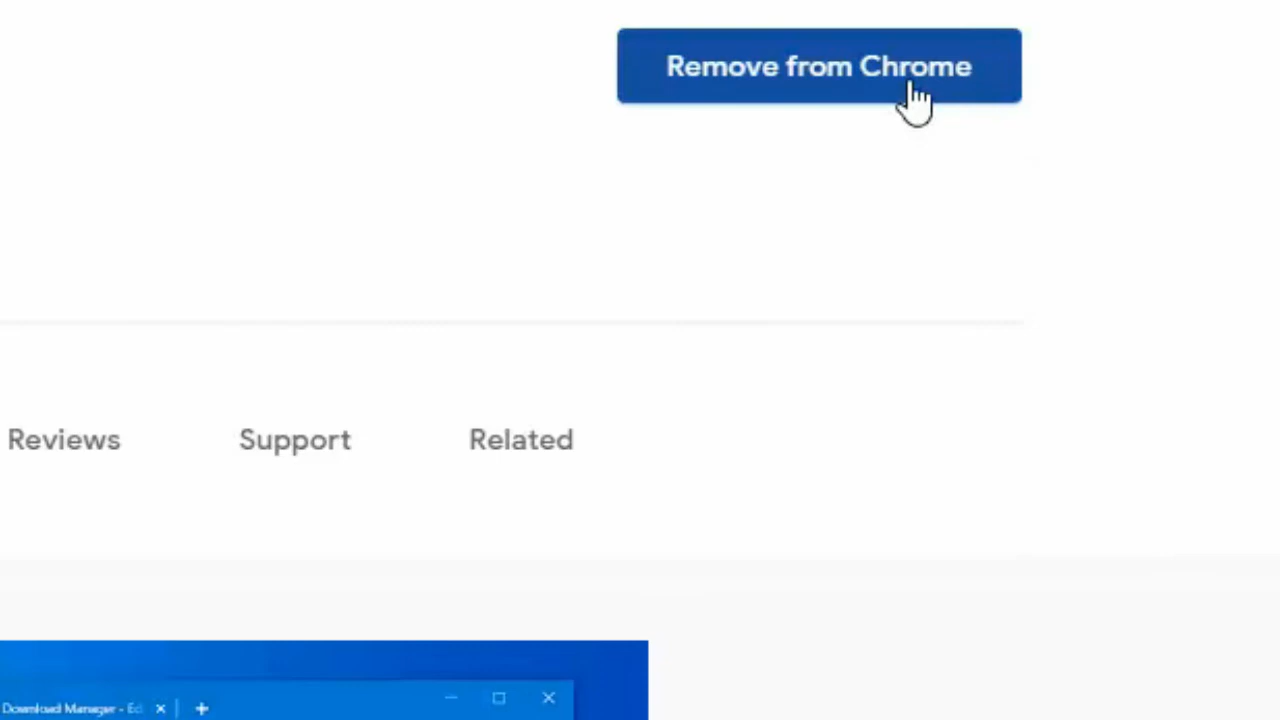 Remove from Chrome
Reviews Support Related
Download Manager - Ed